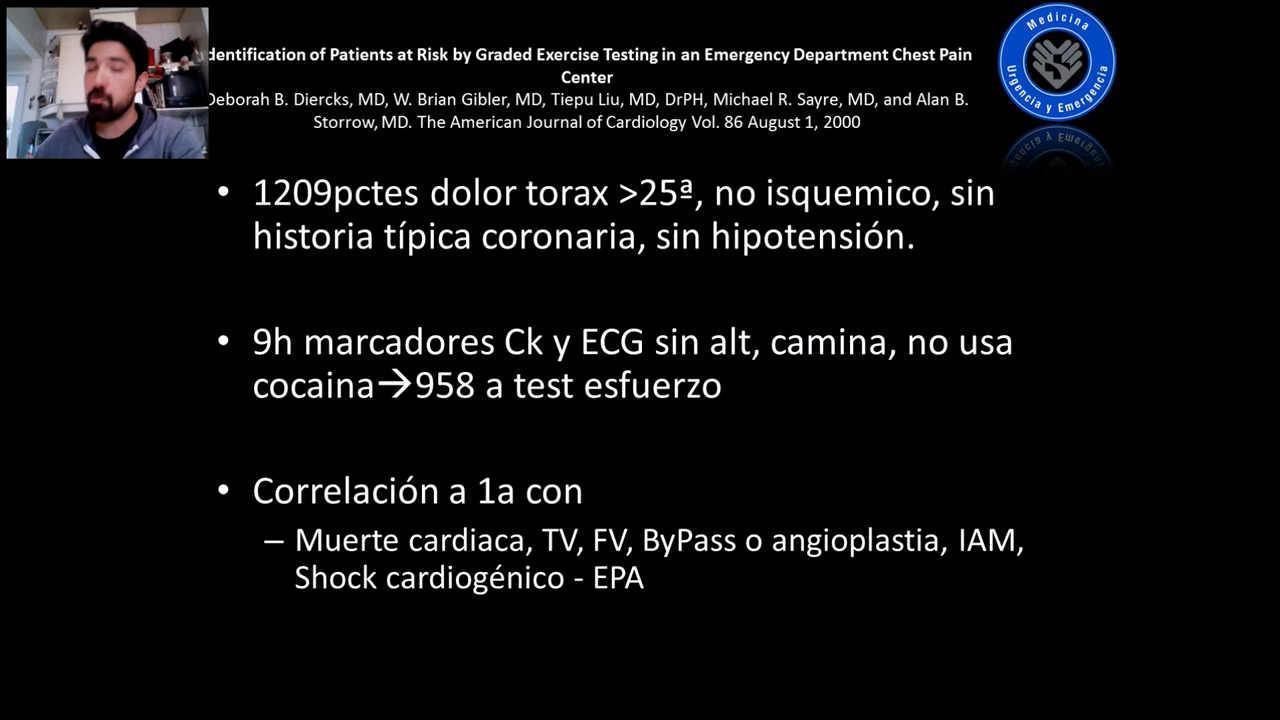 dentification of Patients at Risk by Graded Exercise Testing in an Emergency Department Chest Pain
Center
Deborah B. Diercks, MD, W. Brian Gibler, MD, Tiepu Liu, MD, DrPH, Michael R. Sayre, MD, and Alan B.
Storrow, MD. The American Journal of Cardiology Vol. 86 August 1, 2000
Medicina
Urgencia y Emergencia
• 1209pctes dolor torax >25ª, no isquemico, sin
historia típica coronaria, sin hipotensión.
• 9h marcadores Ck y ECG sin alt, camina, no usa
cocaina→958 a test esfuerzo
• Correlación a 1a con
– Muerte cardiaca, TV, FV, ByPass o angioplastia, IAM,
Shock cardiogénico - EPA